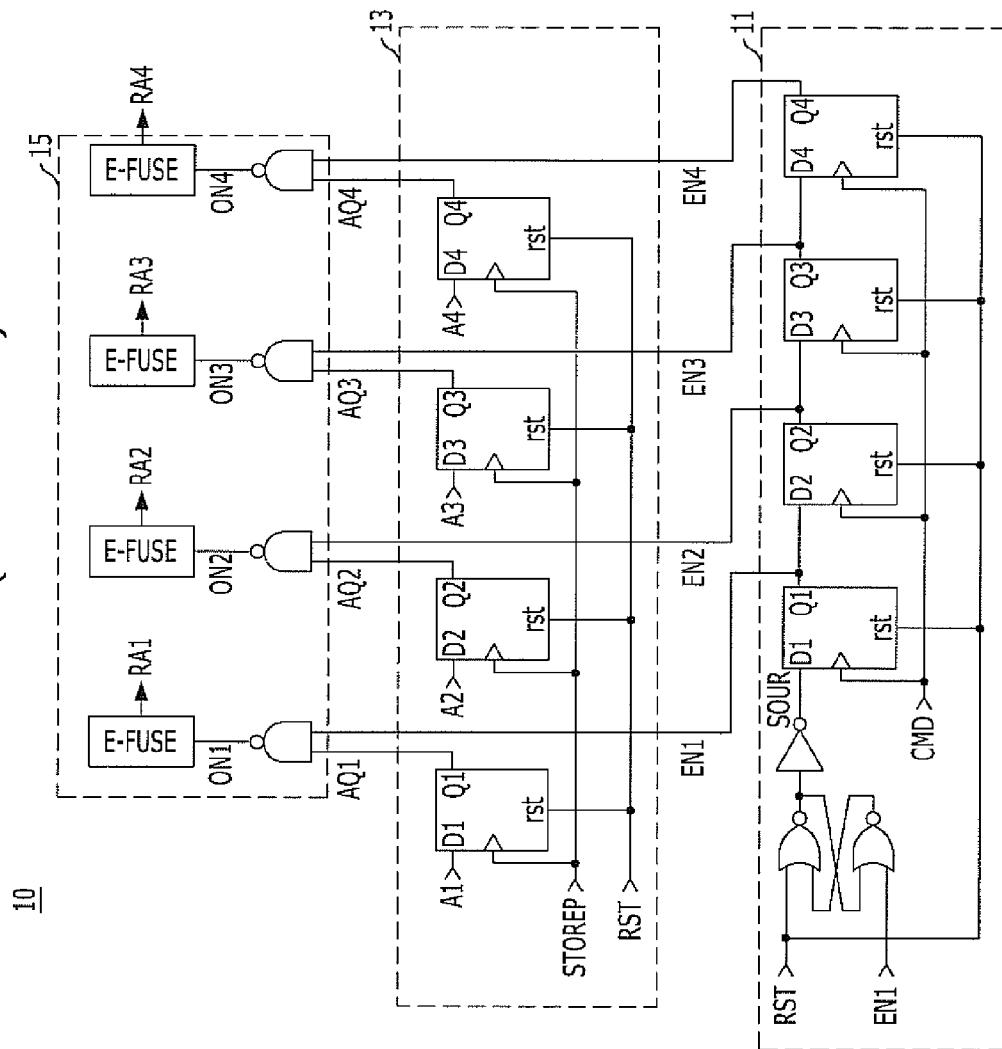 10
15
RA1
RA2
RA3
RA4
E-FUSE
E-FUSE
E-FUSE
E-FUSE
ON1
ON2
ON3
ON4
AQ1
AQ2
AQ3
AQ4
13
A1
D1 Q1
rst
A2
D2 Q2
rst
A3
D3 Q3
rst
A4
D4 Q4
rst
STOREP
RST
EN1
EN2
EN3
EN4
11
SOUR
D1 Q1
rst
D2 Q2
rst
D3 Q3
rst
D4 Q4
rst
RST
EN1
CMD